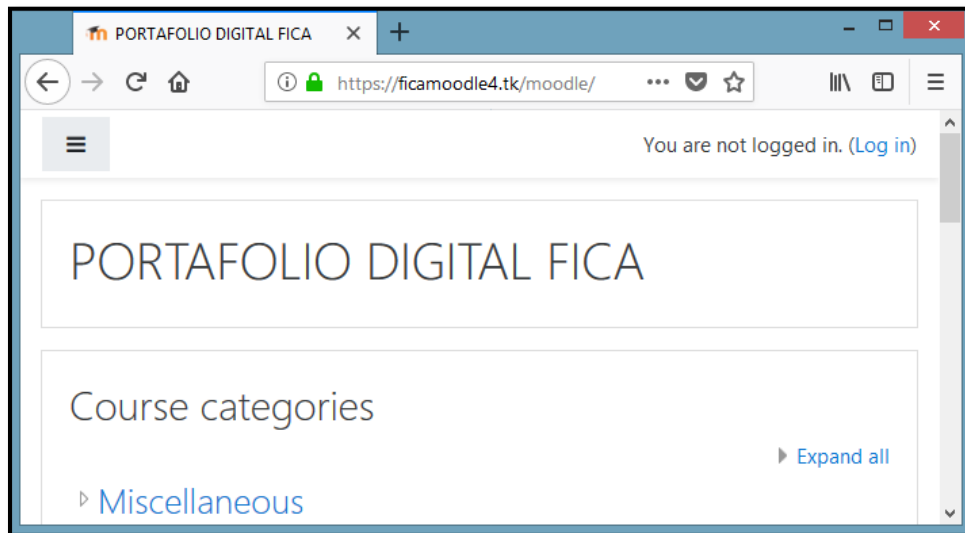 PORTAFOLIO DIGITAL FICA
https://ficamoodle4.tk/moodle/
You are not logged in. (Log in)
PORTAFOLIO DIGITAL FICA
Course categories
Expand all
Miscellaneous